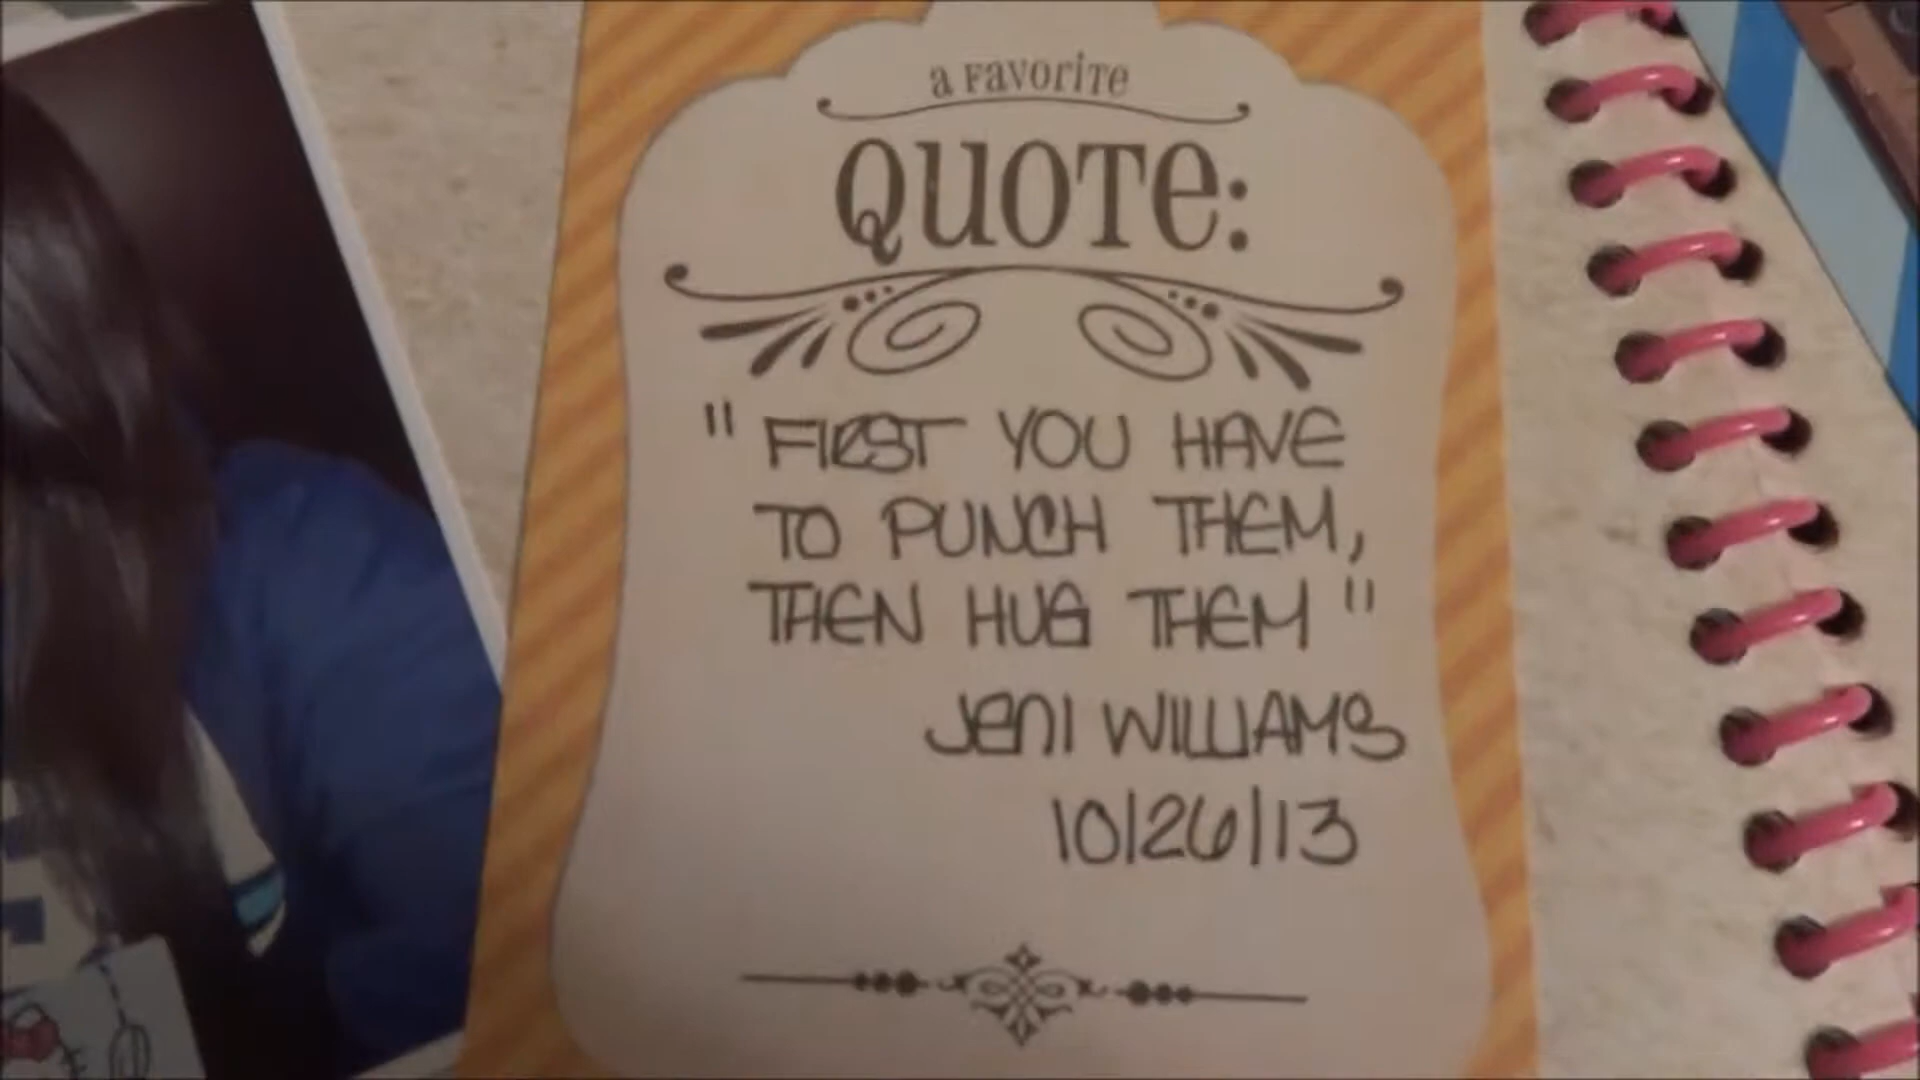 a Favorite
Quote:
" FIRST YOU HAVE
TO PUNCH THEM,
THEN HUG THEM "
Jeni WILLIAMS
10/26/13